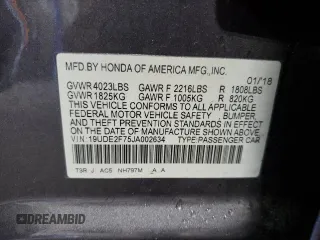 MFD.BY HONDA OF AMERICA MFG.,INC. 01/18
GVWR 4023LBS GAWR F 2216LBS R 1808LBS
GVWR 1825KG GAWR F 1005KG R 820KG
THIS VEHICLE CONFORMS TO ALL APPLICABLE
FEDERAL MOTOR VEHICLE SAFETY , BUMPER,
AND THEFT PREVENTION STANDARDS IN EFFECT
ON THE DATE OF MANUFACTURE SHOWN ABOVE.
V I N: 19UDE2F75JA002634 TYPE:PASSENGER CAR
TSR J AC5 NH797M _A A
DREAMBID